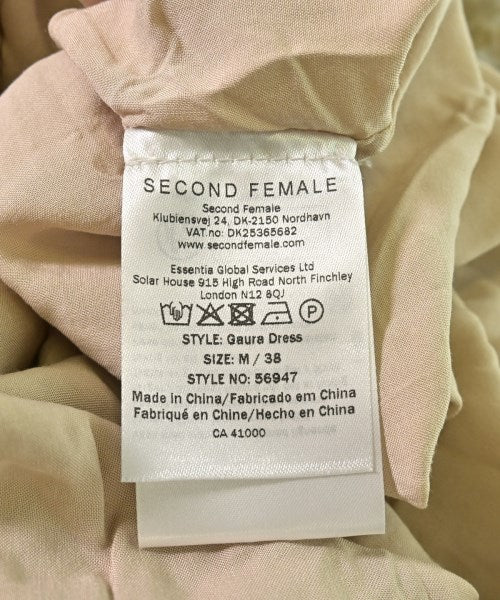 SECOND FEMALE
Second Female
Klubiensvej 24, DK-2150 Nordhavn
VAT.no: DK25365682
www.secondfemale.com
Essentia Global Services Ltd
Solar House 915 High Road North Finchley
London N12 8QJ
P
STYLE: Gaura Dress
SIZE: M / 38
STYLE NO: 56947
Made in China/Fabricado em China
Fabriqué en Chine/Hecho en China
CA 41000